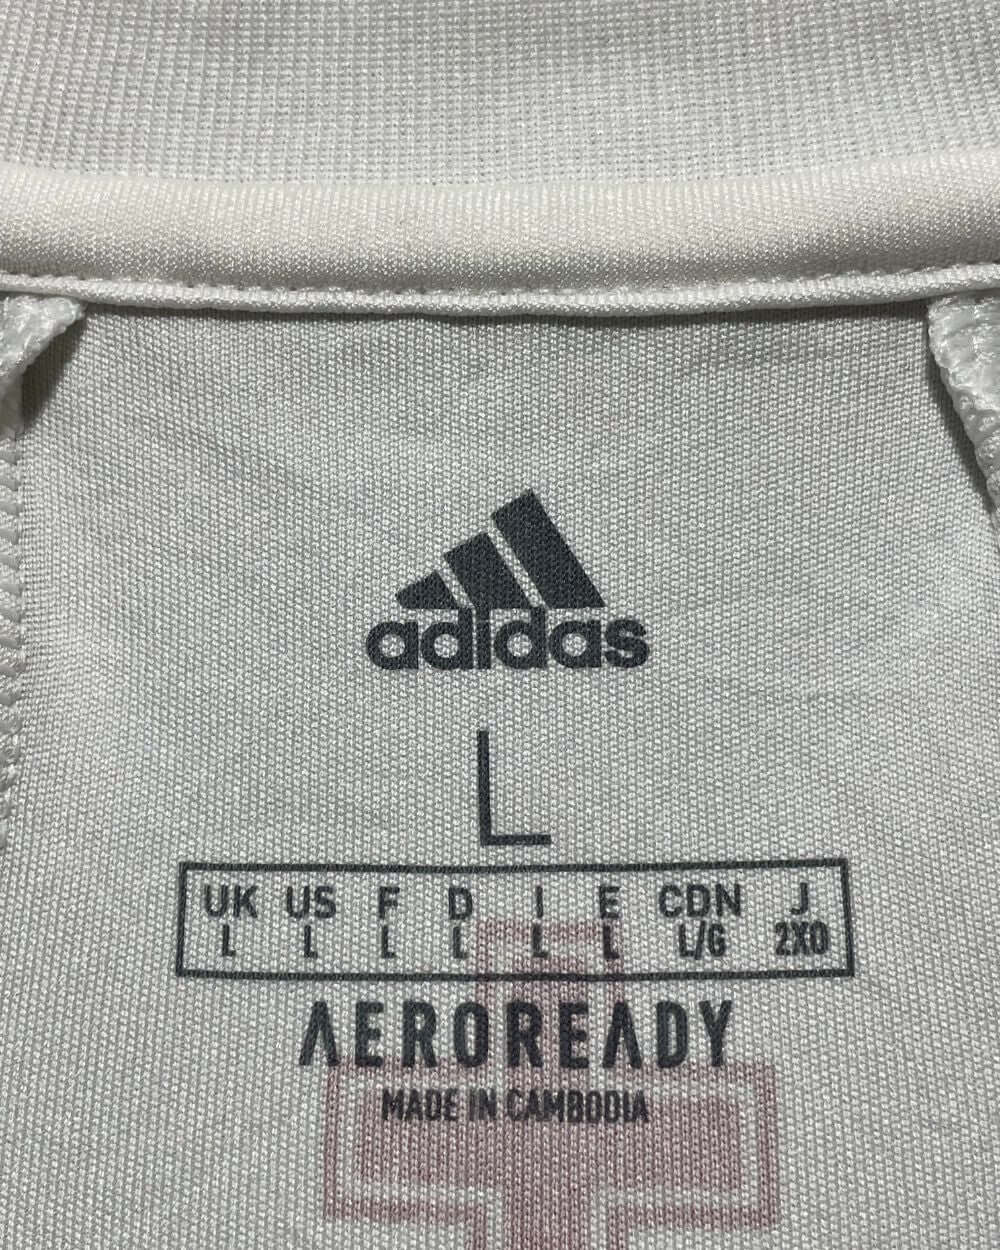 adidas
L
UK US F D I E CDN J
L L L L L L L/G 2XO
AEROREADY
MADE IN CAMBODIA